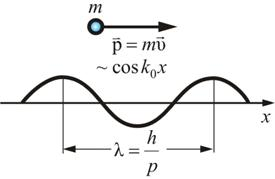 m
p⃗ = mυ⃗
~ cos k₀x
x
λ = h/p